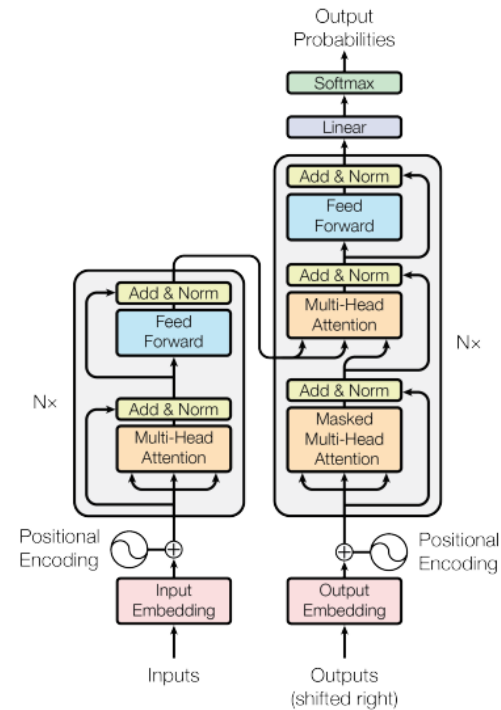 Output
Probabilities
Softmax
Linear
Add & Norm
Feed
Forward
Add & Norm
Multi-Head
Attention
Add & Norm
Masked
Multi-Head
Attention
N×
Add & Norm
Feed
Forward
Add & Norm
Multi-Head
Attention
N×
Positional
Encoding
Positional
Encoding
Input
Embedding
Output
Embedding
Inputs
Outputs
(shifted right)